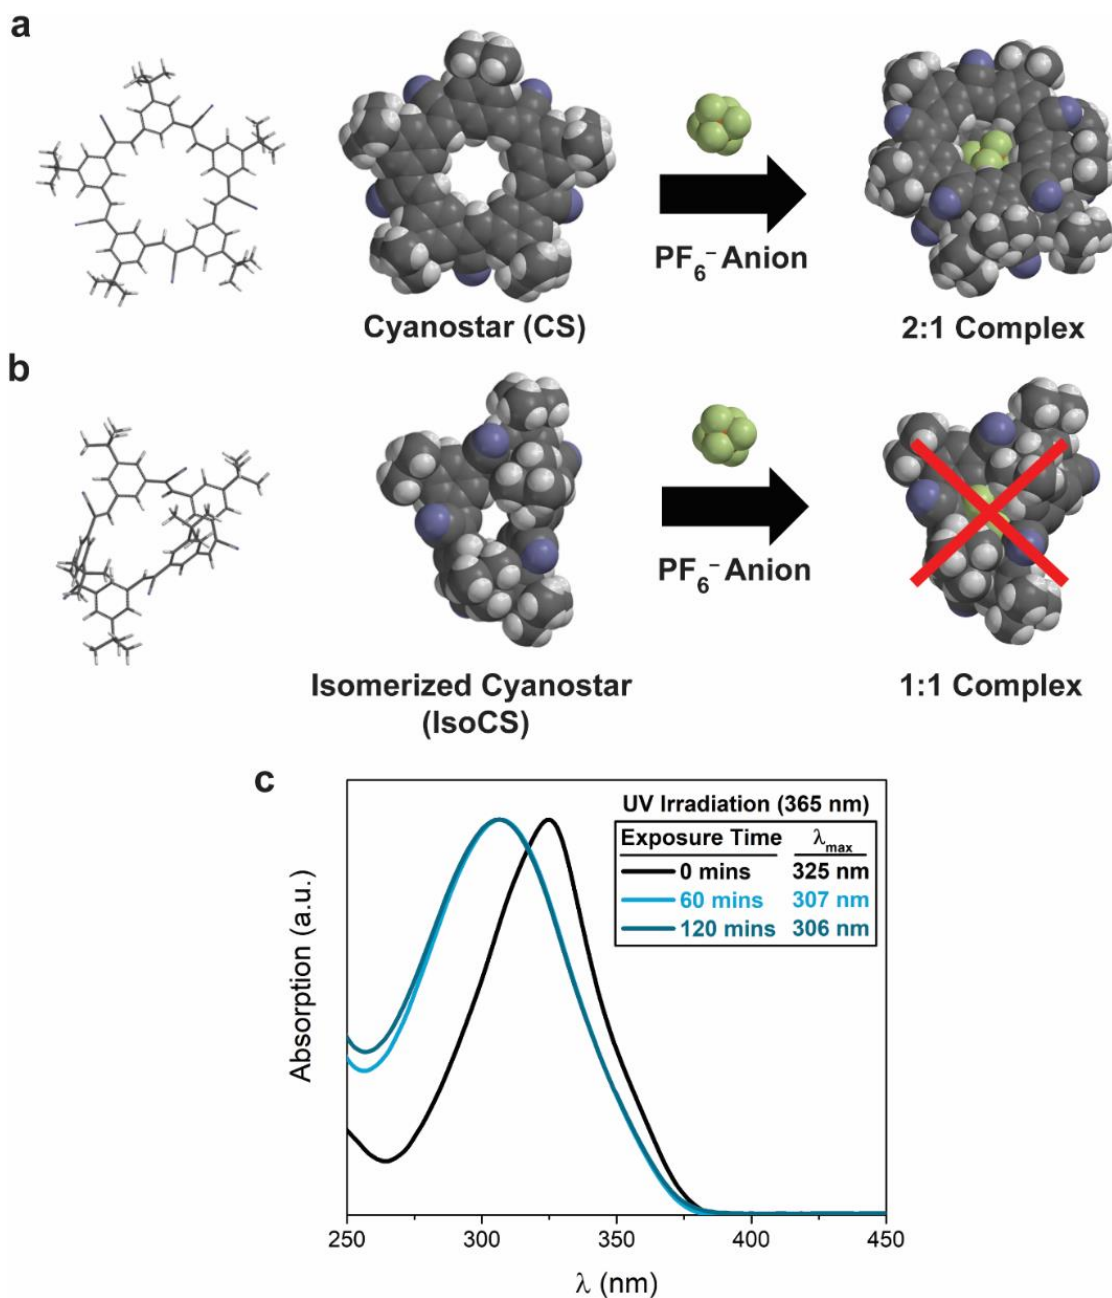 a
PF₆⁻ Anion
Cyanostar (CS)
2:1 Complex
b
PF₆⁻ Anion
Isomerized Cyanostar
(IsoCS)
1:1 Complex
c
UV Irradiation (365 nm)
Exposure Time λmax
0 mins 325 nm
60 mins 307 nm
120 mins 306 nm
Absorption (a.u.)
250 300 350 400 450
λ (nm)